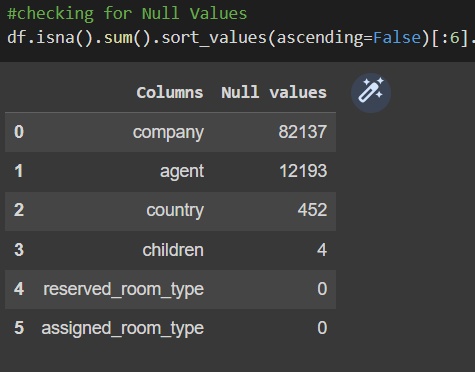 #checking for Null Values
df.isna().sum().sort_values(ascending=False)[:6].
Columns Null values
0 company 82137
1 agent 12193
2 country 452
3 children 4
4 reserved_room_type 0
5 assigned_room_type 0